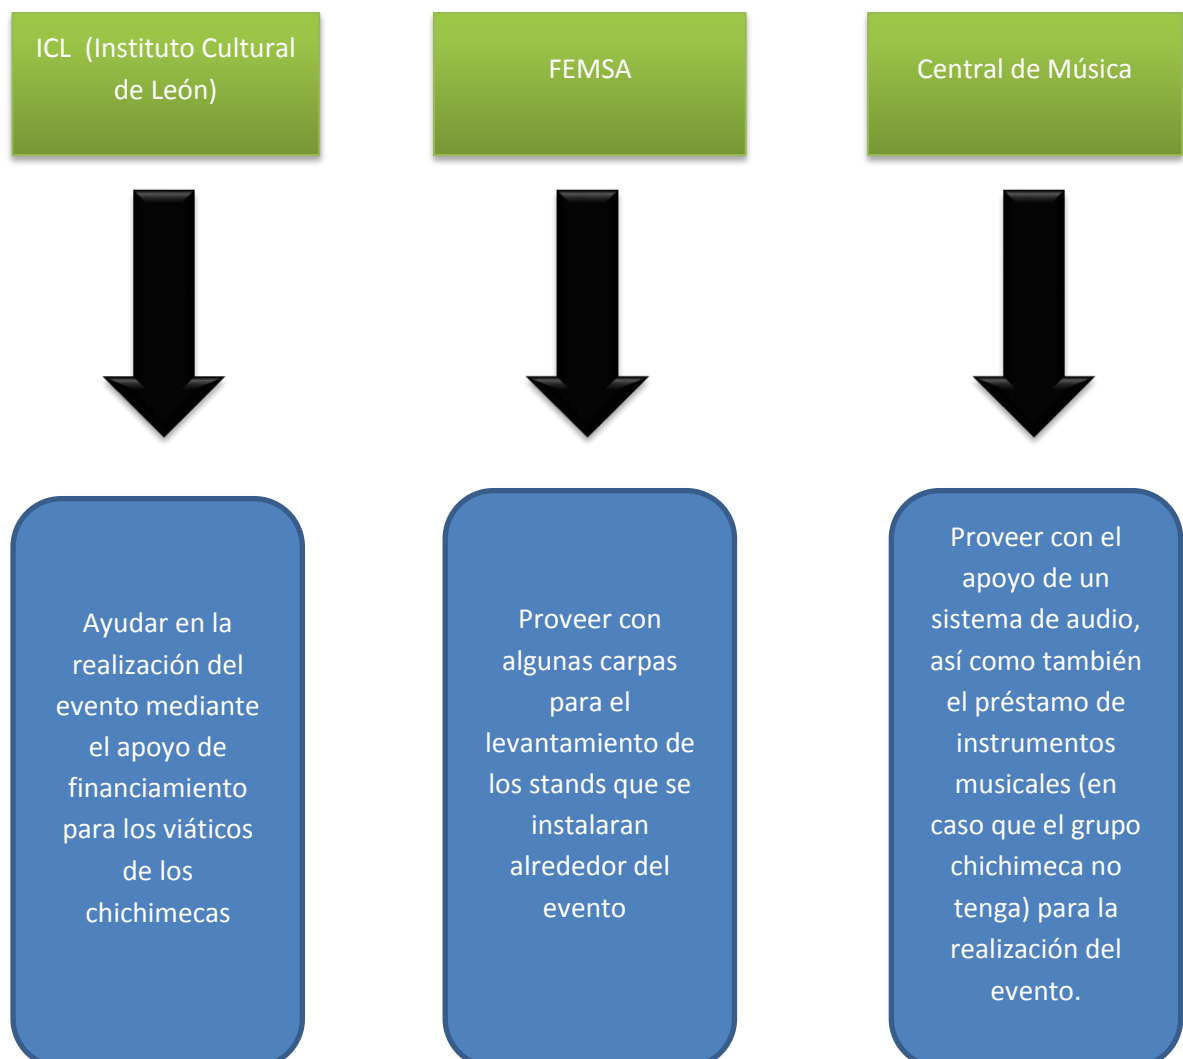 ICL (Instituto Cultural
de León)
FEMSA
Central de Música
Ayudar en la
realización del
evento mediante
el apoyo de
financiamiento
para los viáticos
de los
chichimecas
Proveer con
algunas carpas
para el
levantamiento de
los stands que se
instalaran
alrededor del
evento
Proveer con el
apoyo de un
sistema de audio,
así como también
el préstamo de
instrumentos
musicales (en
caso que el grupo
chichimeca no
tenga) para la
realización del
evento.